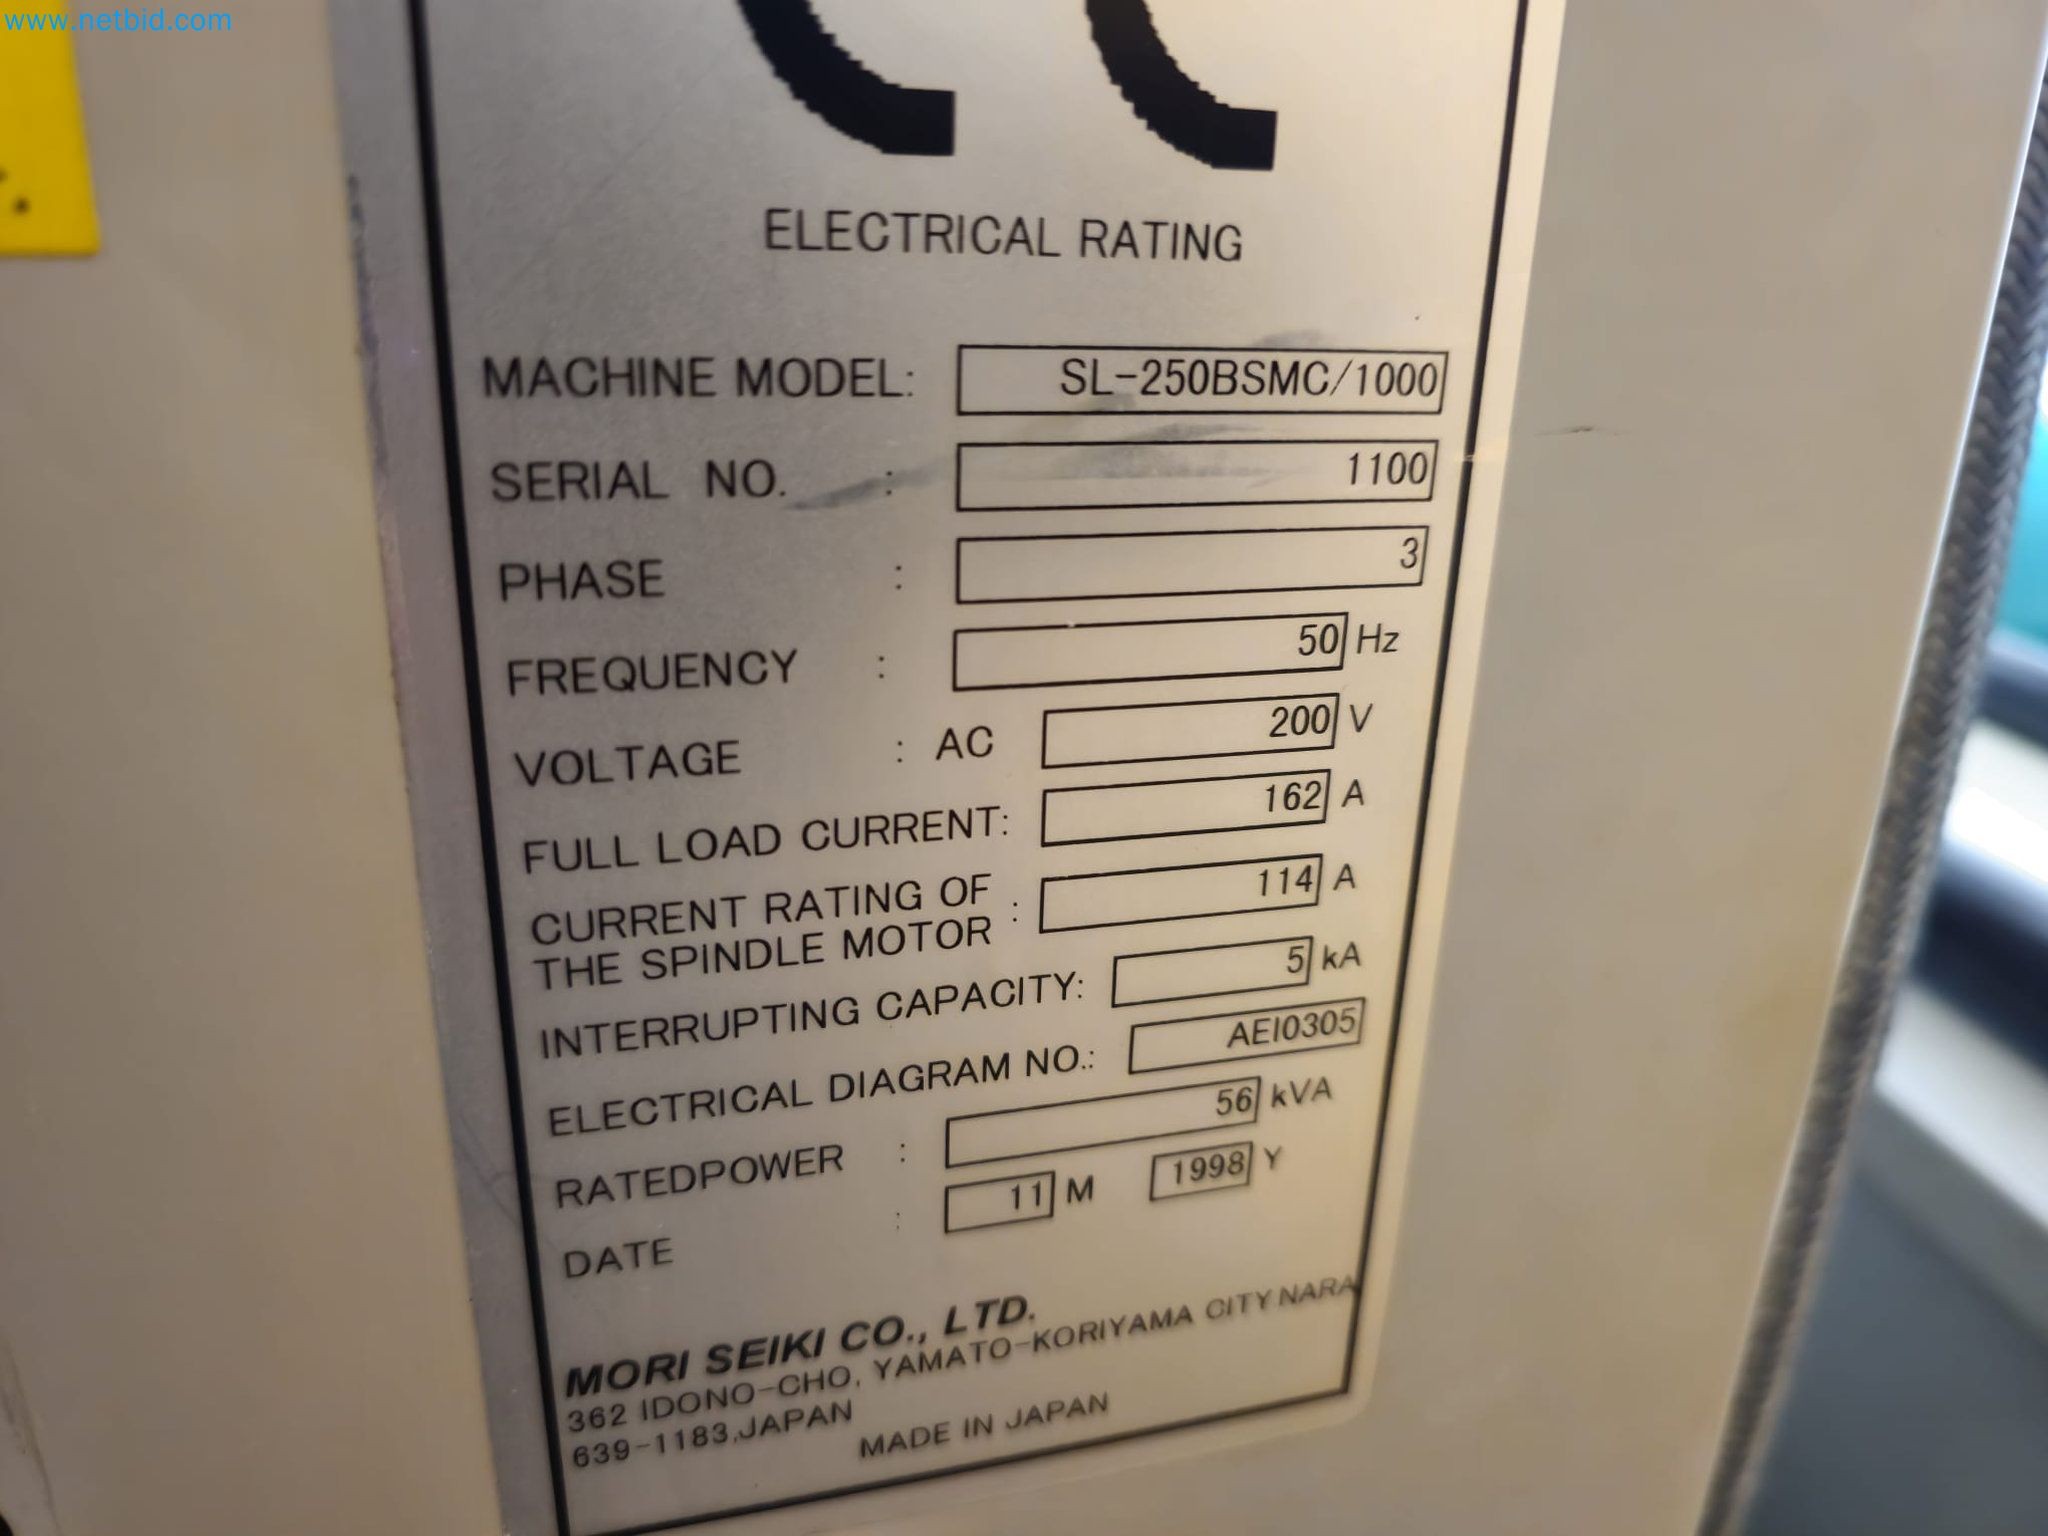 www.netbid.com
CE
ELECTRICAL RATING
MACHINE MODEL: SL-250BSMC/1000
SERIAL NO. : 1100
PHASE : 3
FREQUENCY : 50 Hz
VOLTAGE : AC 200 V
FULL LOAD CURRENT: 162 A
CURRENT RATING OF
THE SPINDLE MOTOR : 114 A
INTERRUPTING CAPACITY: 5 kA
ELECTRICAL DIAGRAM NO.: AEI0305
RATEDPOWER : 56 kVA
DATE : 11 M 1998 Y
MORI SEIKI CO., LTD.
362 IDONO-CHO, YAMATO-KORIYAMA CITY NARA
639-1183,JAPAN
MADE IN JAPAN